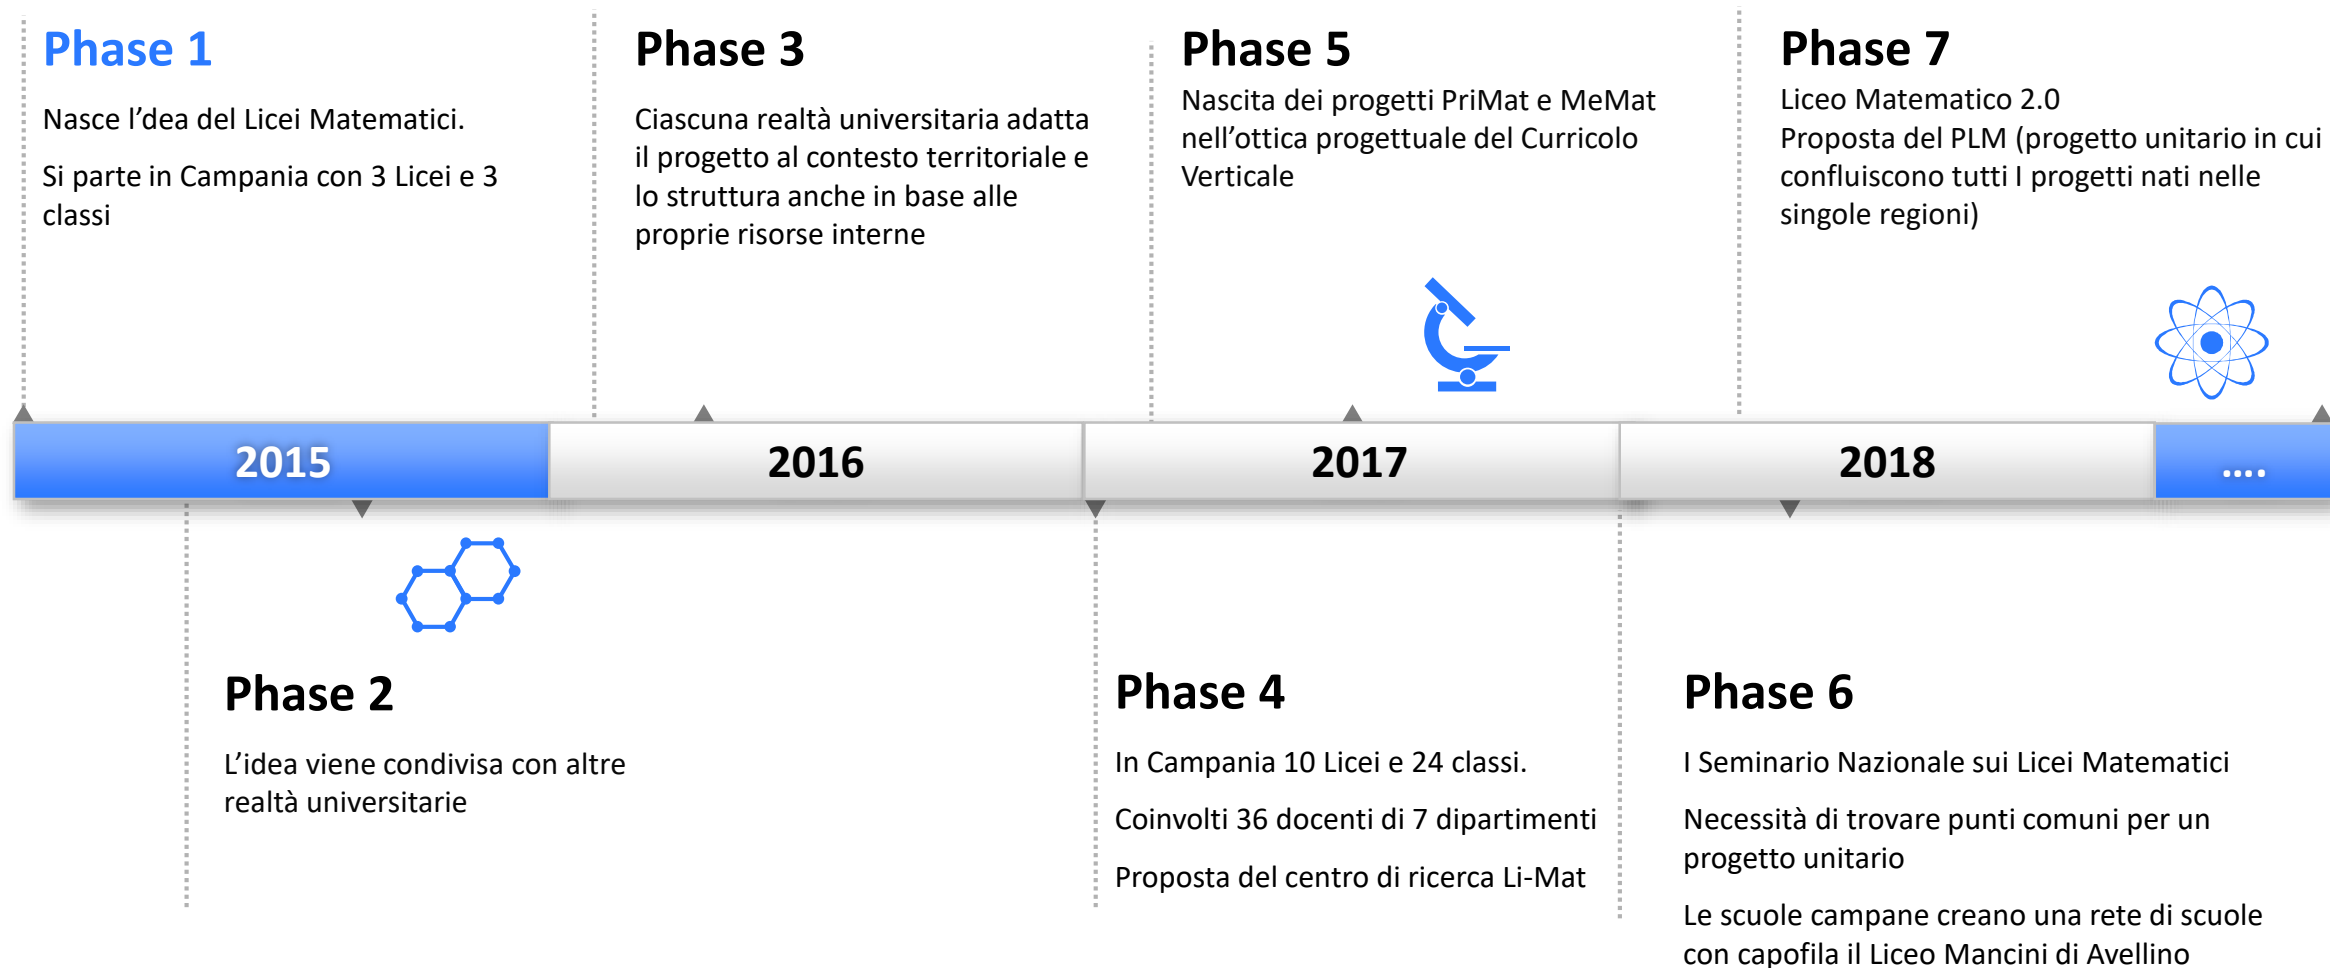 Phase 1
Nasce l’dea del Licei Matematici.
Si parte in Campania con 3 Licei e 3
classi
Phase 3
Ciascuna realtà universitaria adatta
il progetto al contesto territoriale e
lo struttura anche in base alle
proprie risorse interne
Phase 5
Nascita dei progetti PriMat e MeMat
nell’ottica progettuale del Curricolo
Verticale
Phase 7
Liceo Matematico 2.0
Proposta del PLM (progetto unitario in cui
confluiscono tutti I progetti nati nelle
singole regioni)
2015
2016
2017
2018
....
Phase 2
L’idea viene condivisa con altre
realtà universitarie
Phase 4
In Campania 10 Licei e 24 classi.
Coinvolti 36 docenti di 7 dipartimenti
Proposta del centro di ricerca Li-Mat
Phase 6
I Seminario Nazionale sui Licei Matematici
Necessità di trovare punti comuni per un
progetto unitario
Le scuole campane creano una rete di scuole
con capofila il Liceo Mancini di Avellino